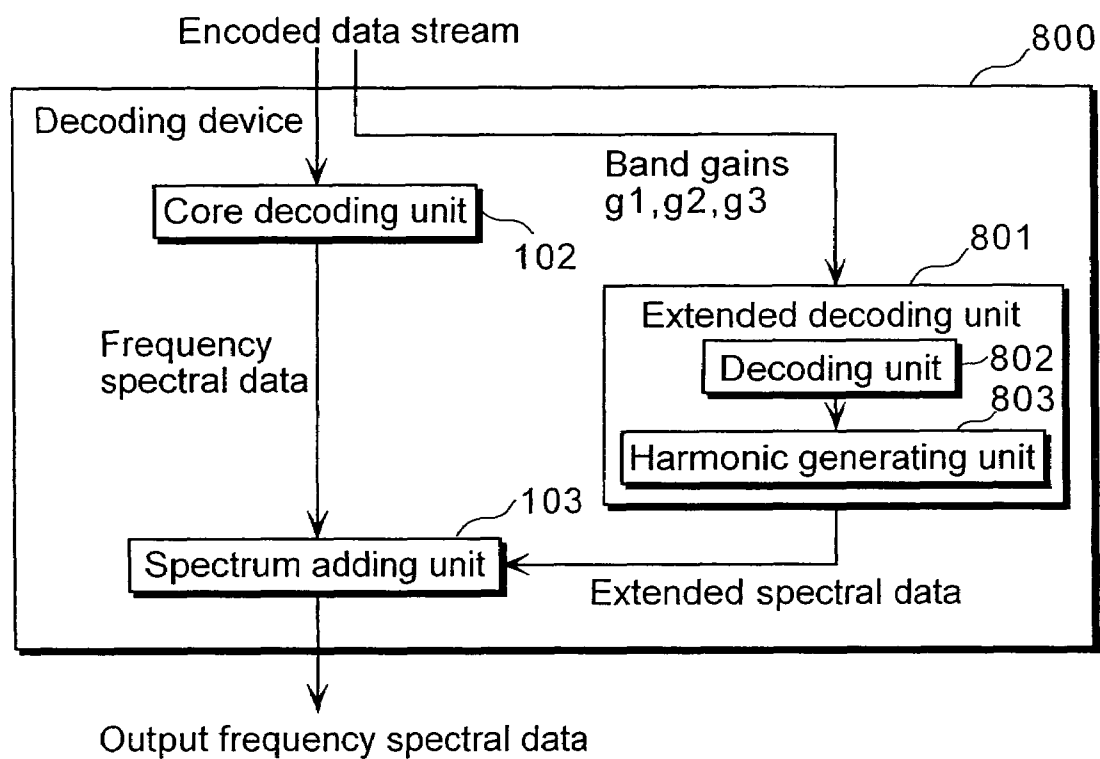 Encoded data stream
800
Decoding device
Band gains
g1,g2,g3
Core decoding unit
102
801
Extended decoding unit
Frequency
spectral data
Decoding unit
802
803
Harmonic generating unit
103
Spectrum adding unit
Extended spectral data
Output frequency spectral data